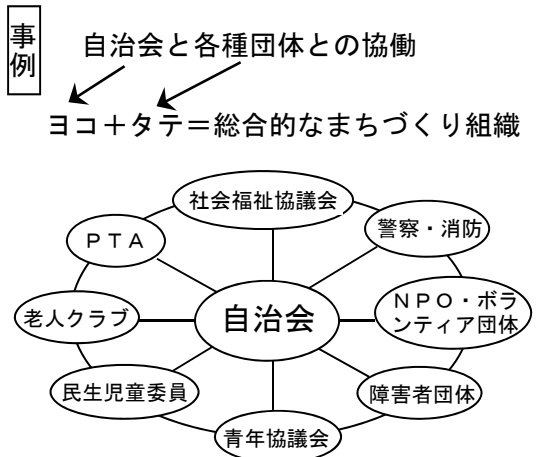 事例
自治会と各種団体との協働
ヨコ＋タテ＝総合的なまちづくり組織
社会福祉協議会
ＰＴＡ
警察・消防
老人クラブ
自治会
ＮＰＯ・ボラ
ンティア団体
民生児童委員
障害者団体
青年協議会